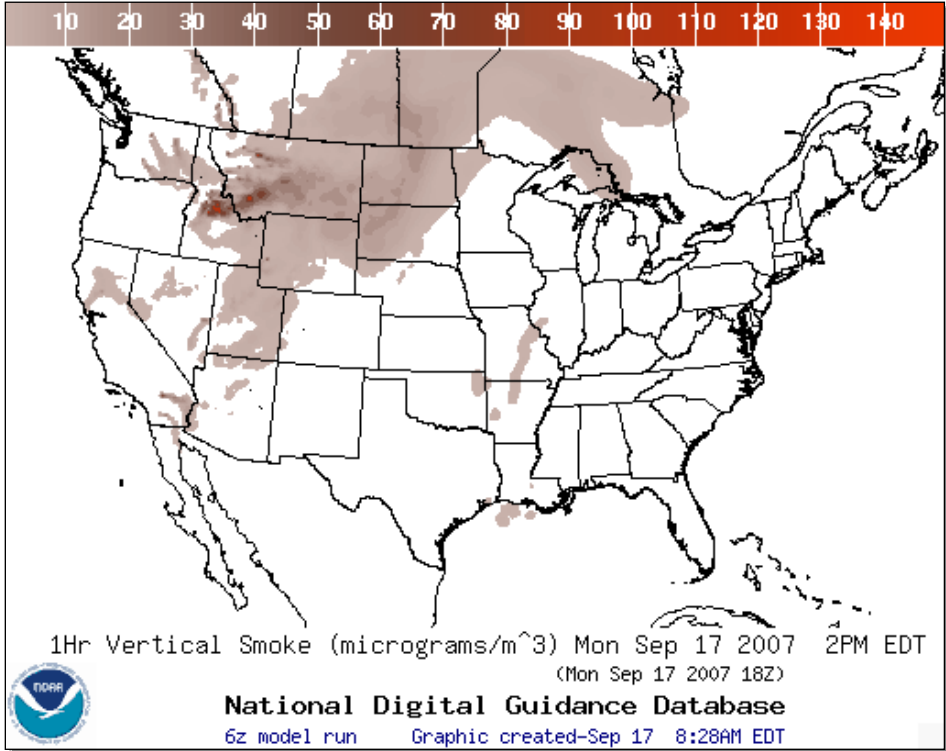 10 20 30 40 50 60 70 80 90 100 110 120 130 140
1Hr Vertical Smoke (micrograms/m^3) Mon Sep 17 2007 2PM EDT
(Mon Sep 17 2007 18Z)
NOAA
National Digital Guidance Database
6z model run Graphic created-Sep 17 8:28AM EDT